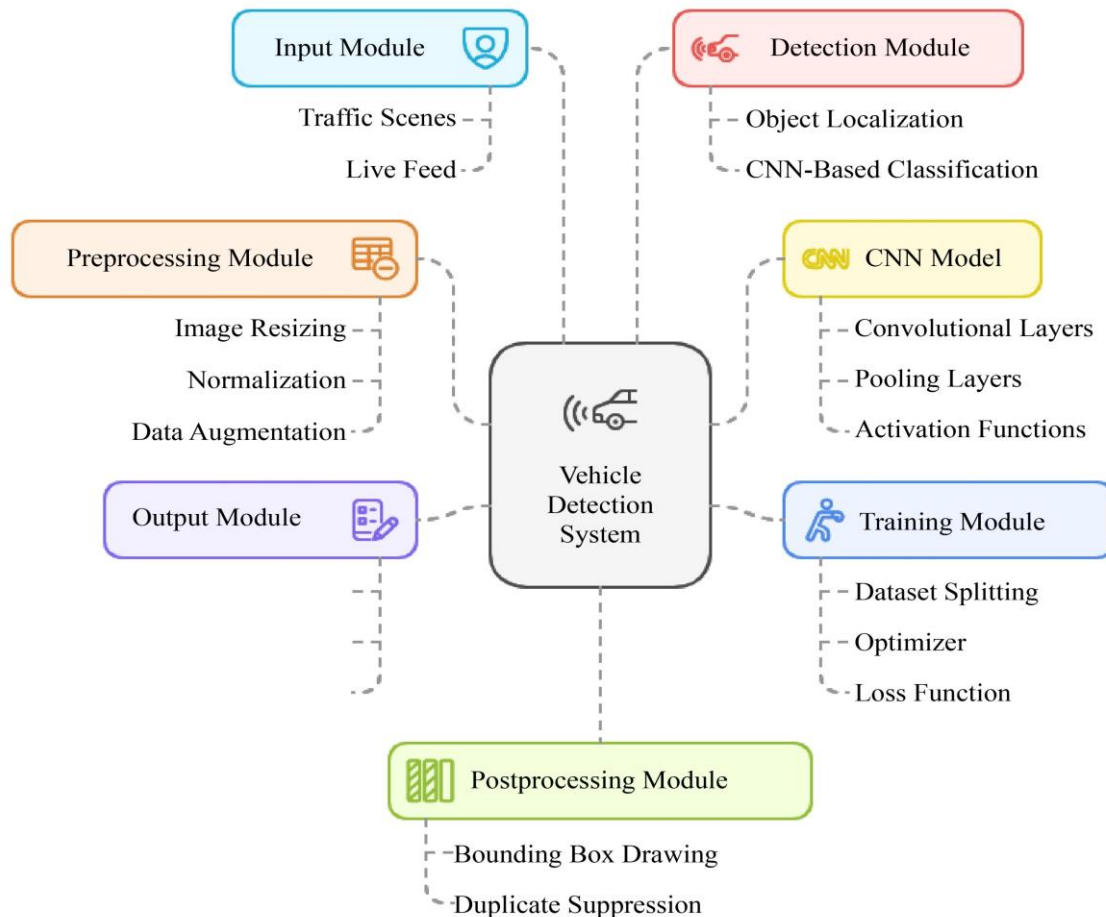 Input Module
Traffic Scenes
Live Feed
Detection Module
Object Localization
CNN-Based Classification
Preprocessing Module
Image Resizing
Normalization
Data Augmentation
CNN
CNN Model
Convolutional Layers
Pooling Layers
Activation Functions
Vehicle
Detection
System
Output Module
Training Module
Dataset Splitting
Optimizer
Loss Function
Postprocessing Module
Bounding Box Drawing
Duplicate Suppression